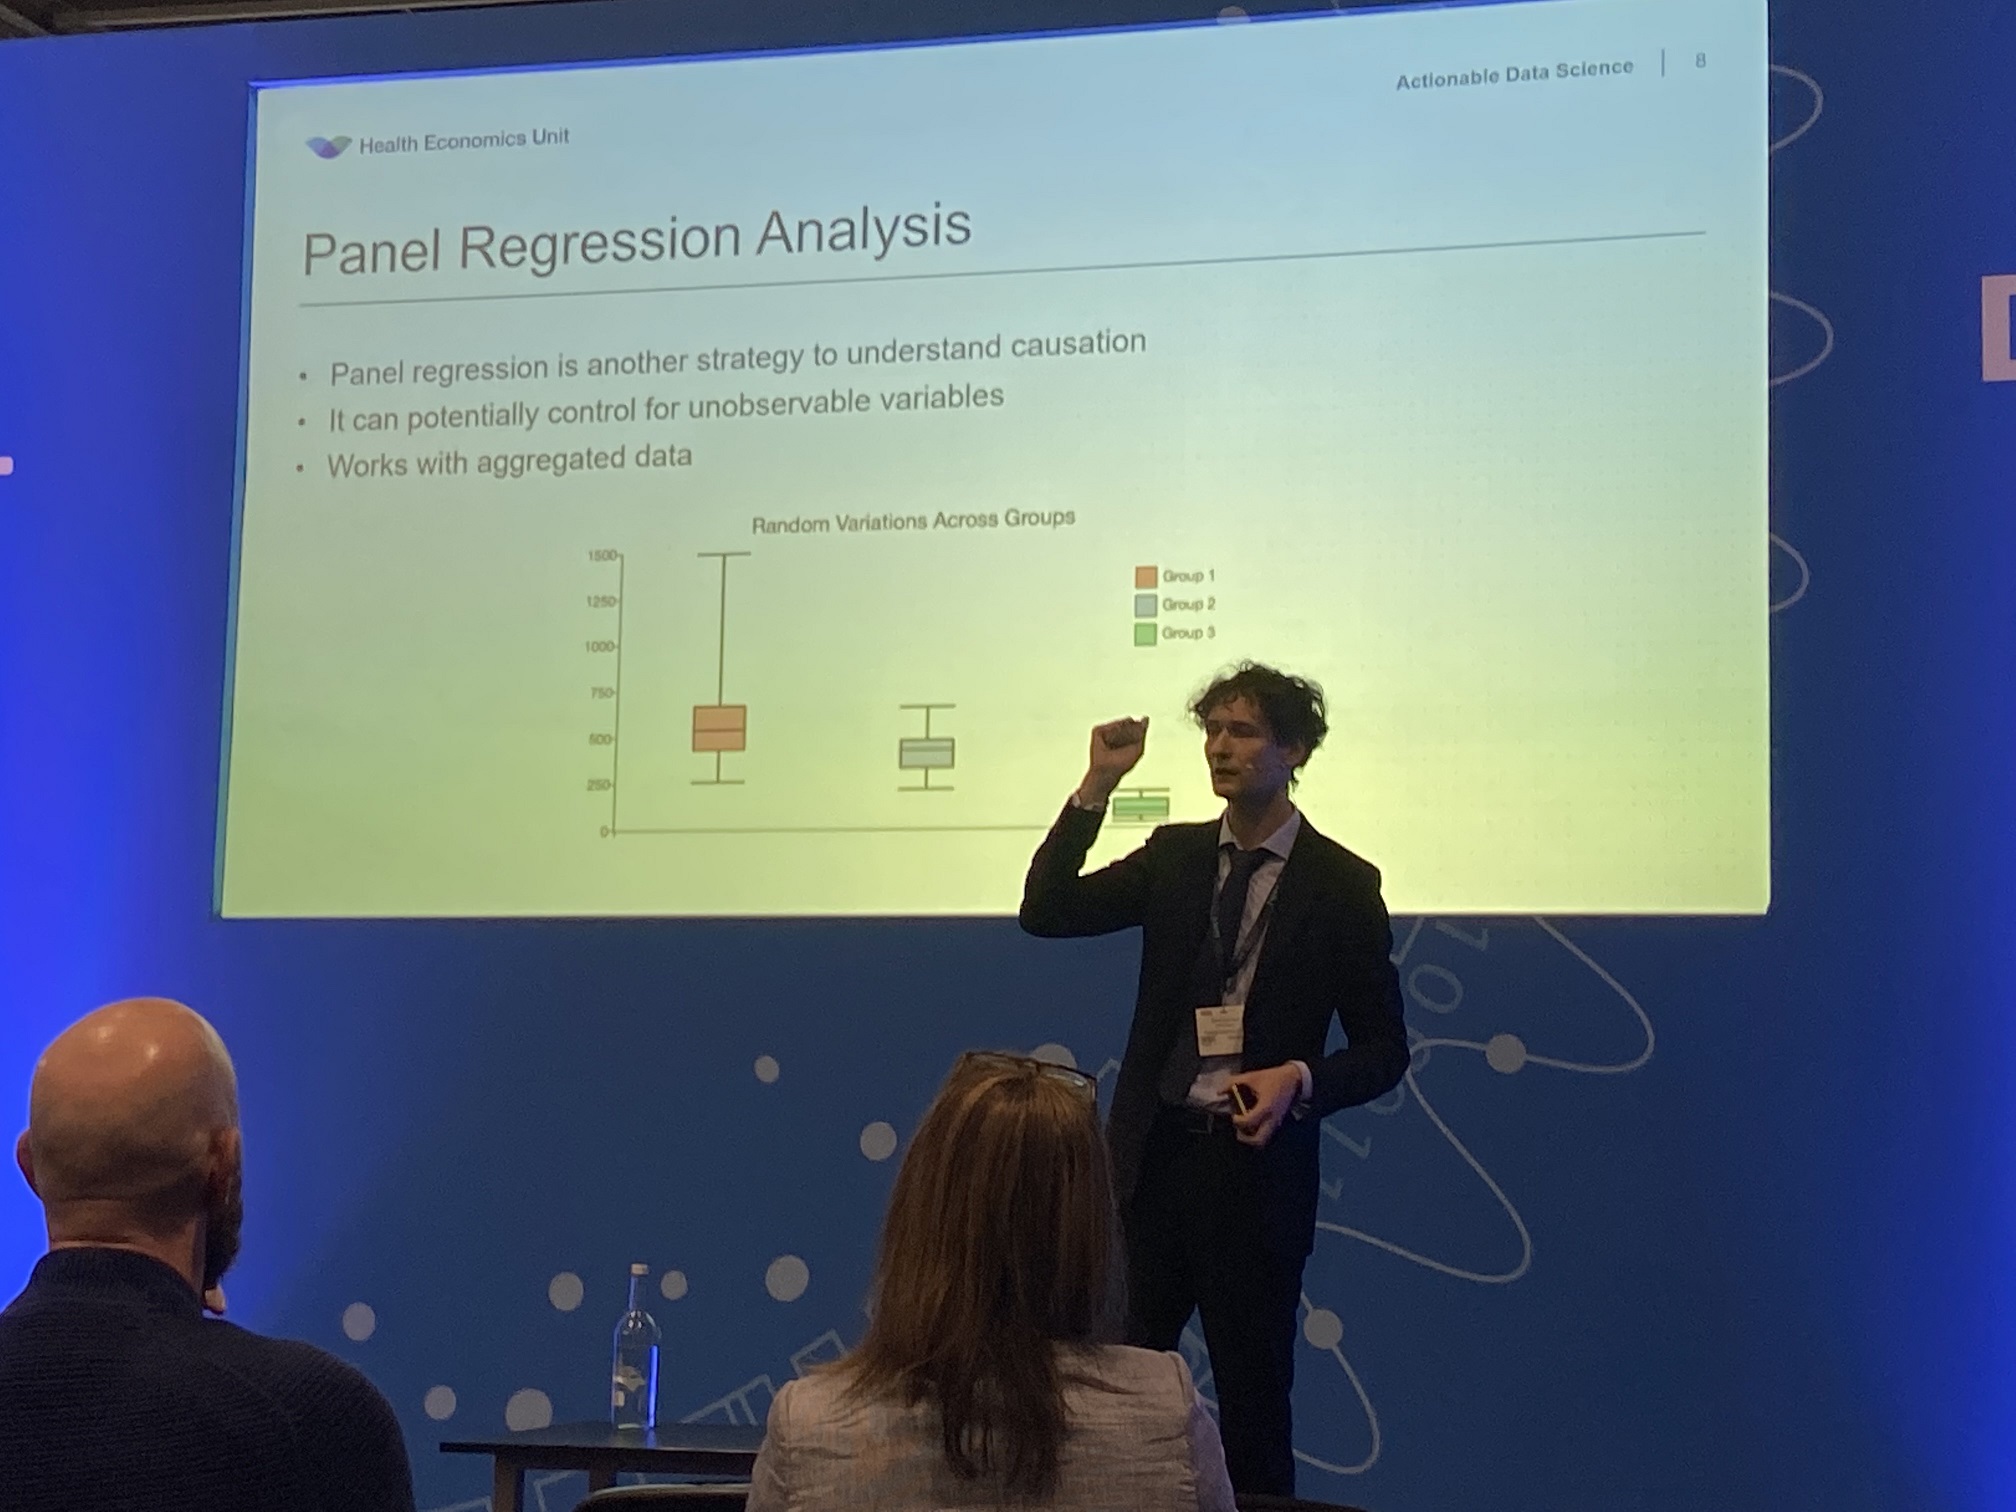 Actionable Data Science | 8
Health Economics Unit
Panel Regression Analysis
• Panel regression is another strategy to understand causation
• It can potentially control for unobservable variables
• Works with aggregated data
Random Variations Across Groups
1500
1250
1000
750
500
250
0
Group 1
Group 2
Group 3